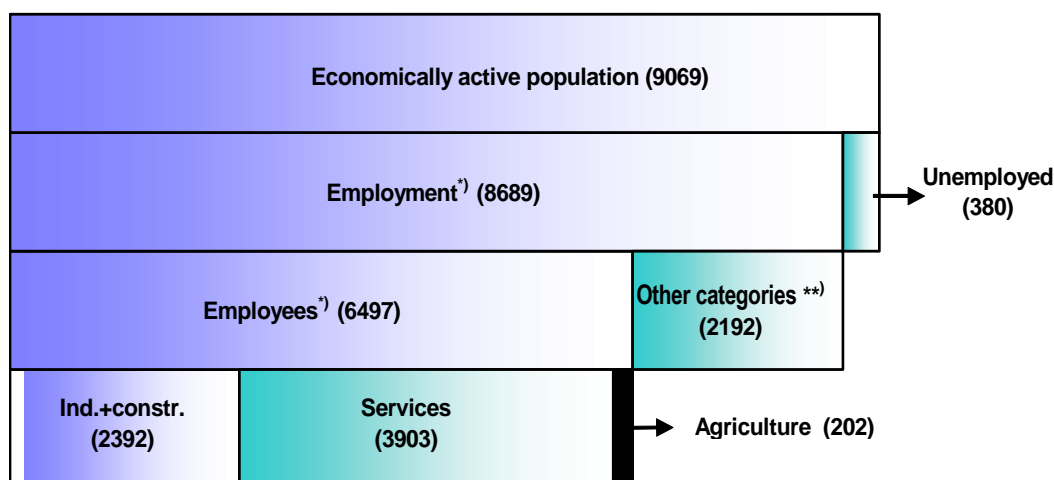 Economically active population (9069)
Employment*) (8689)
Unemployed
(380)
Employees*) (6497)
Other categories **)
(2192)
Ind.+constr.
(2392)
Services
(3903)
Agriculture (202)